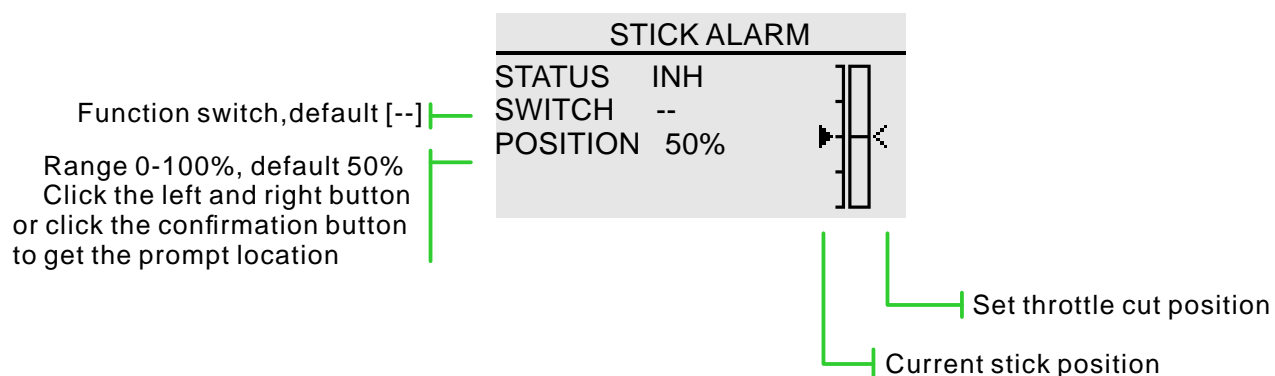 STICK ALARM
STATUS INH
SWITCH --
POSITION 50%
Function switch,default [--]
Range 0-100%, default 50%
Click the left and right button
or click the confirmation button
to get the prompt location
Set throttle cut position
Current stick position